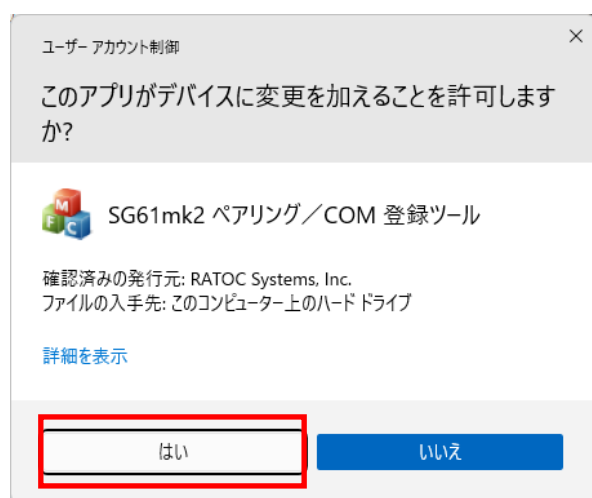 ユーザー アカウント制御
このアプリがデバイスに変更を加えることを許可します
か?
MFC
SG61mk2 ペアリング／COM 登録ツール
確認済みの発行元: RATOC Systems, Inc.
ファイルの入手先: このコンピューター上のハード ドライブ
詳細を表示
はい
いいえ